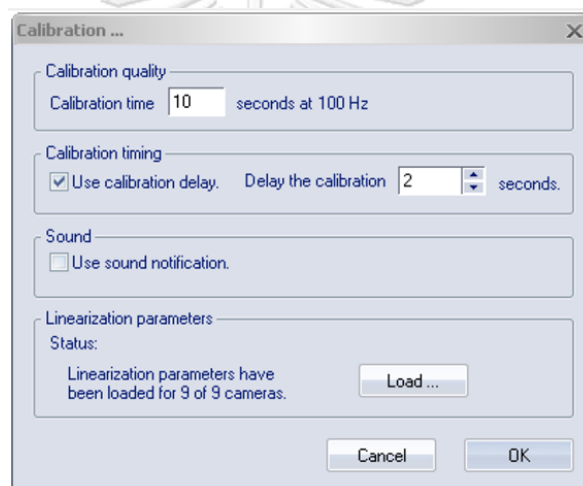 Calibration ...
Calibration quality
Calibration time 10 seconds at 100 Hz
Calibration timing
Use calibration delay. Delay the calibration 2 seconds.
Sound
Use sound notification.
Linearization parameters
Status:
Linearization parameters have
been loaded for 9 of 9 cameras.
Load ...
Cancel OK